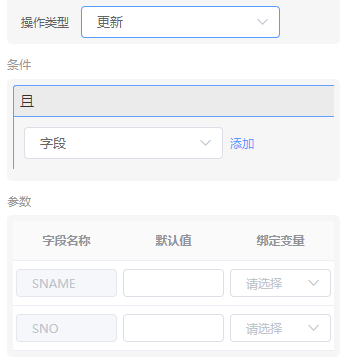 操作类型 更新
条件
且
字段 添加
参数
字段名称 默认值 绑定变量
SNAME 请选择
SNO 请选择